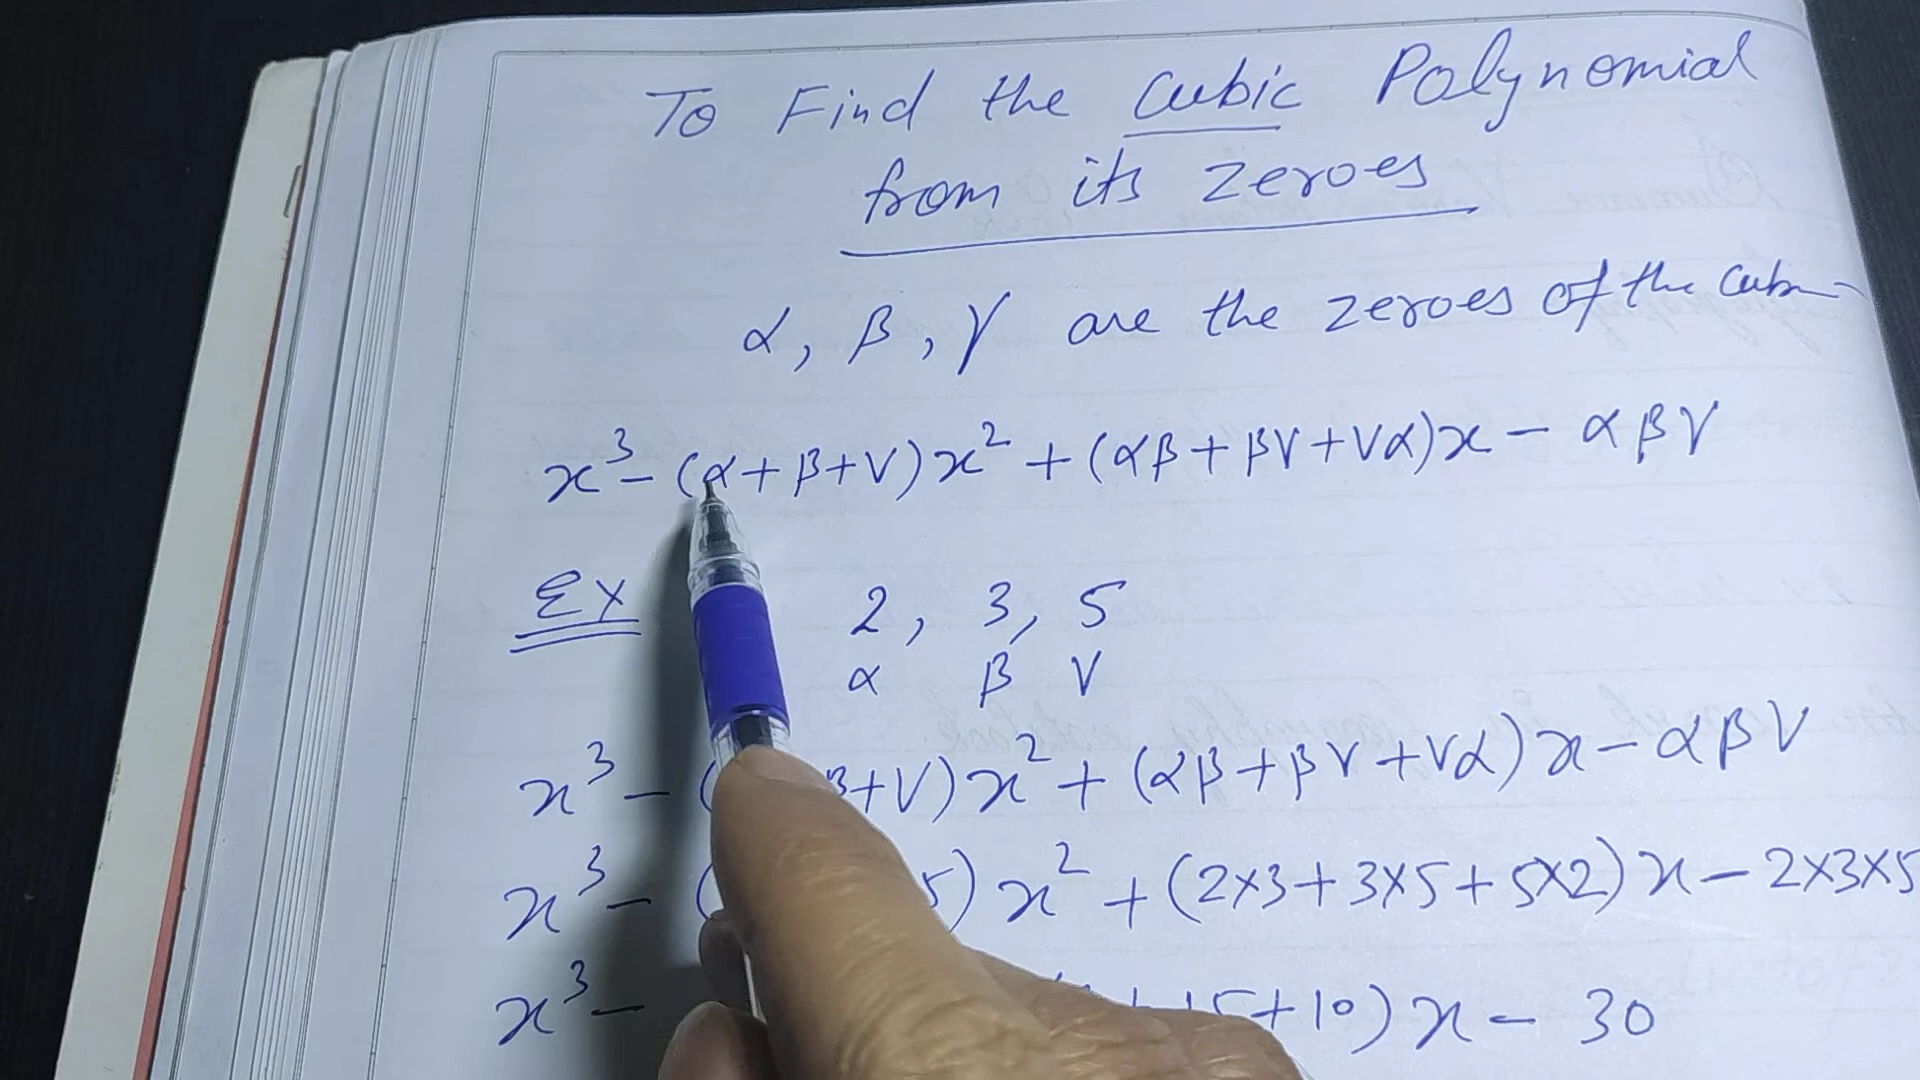 To Find the Cubic Polynomial
from its zeroes
α, β, γ are the zeroes of the
x³ - (α + β + γ) x² + (αβ + βγ + γα) x - αβγ
Ex 2, 3, 5
α β γ
x³ - ( β + γ) x² + (αβ + βγ + γα) x - αβγ
x³ - ( 5) x² + (2×3 + 3×5 + 5×2) x - 2×3×5
x³ - + 15 + 10) x - 30